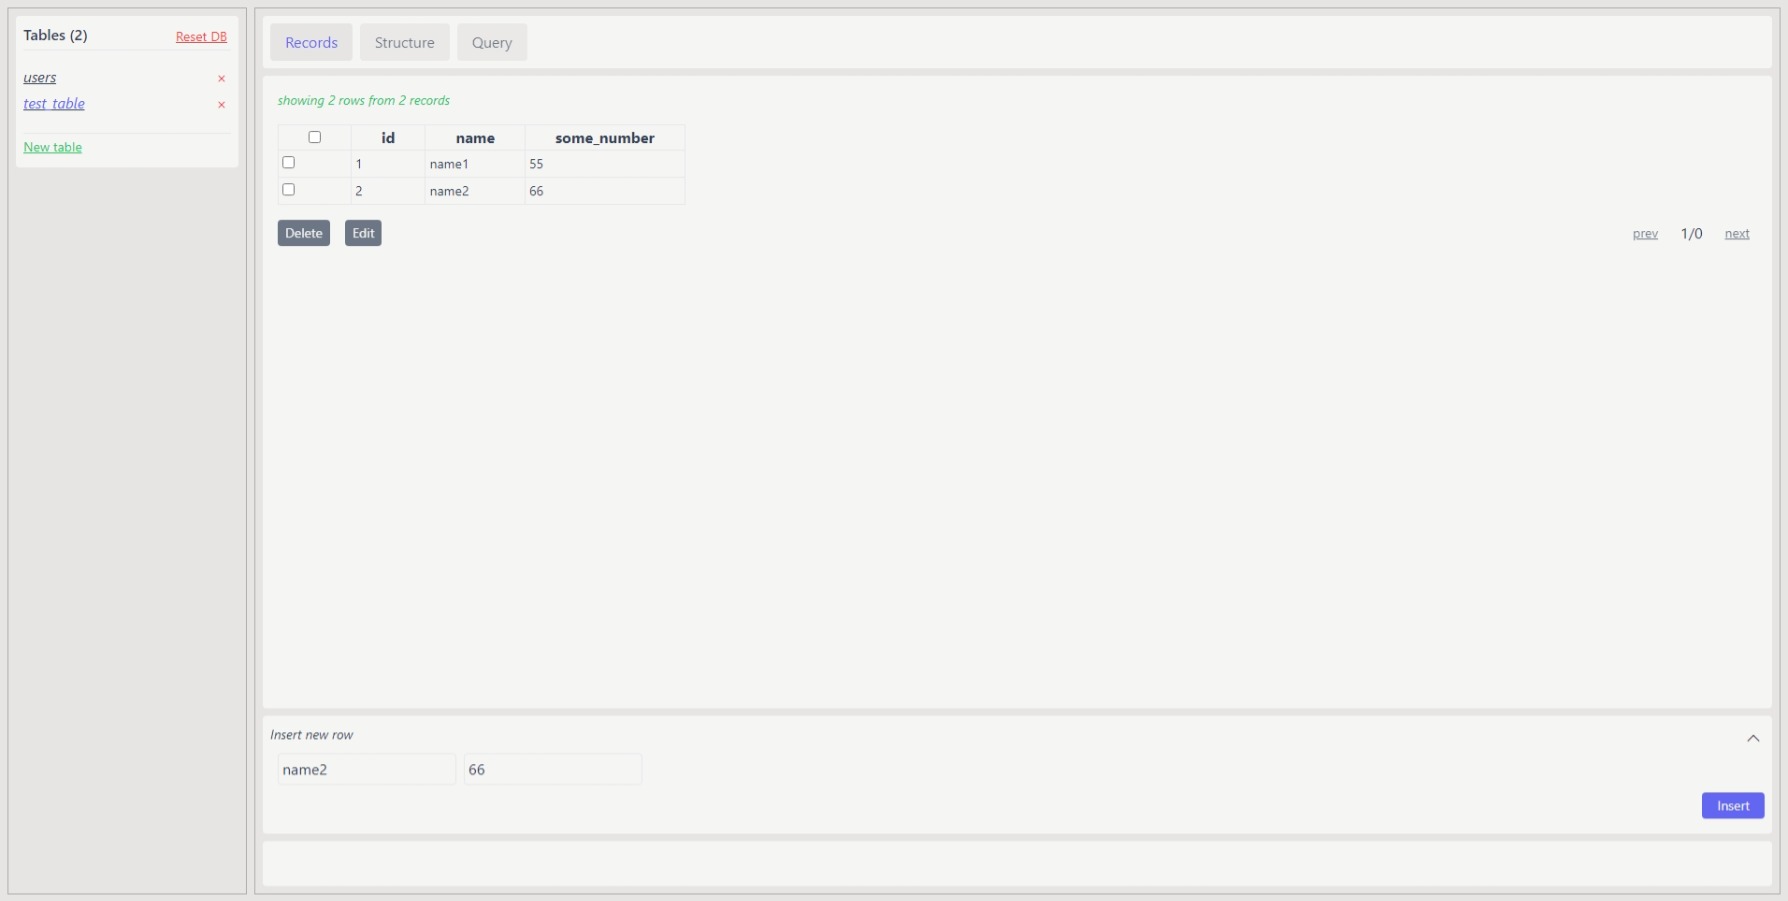 Tables (2) Reset DB
users ×
test_table ×
New table
Records Structure Query
showing 2 rows from 2 records
id name some_number
1 name1 55
2 name2 66
Delete Edit prev 1/0 next
Insert new row
name2 66
Insert